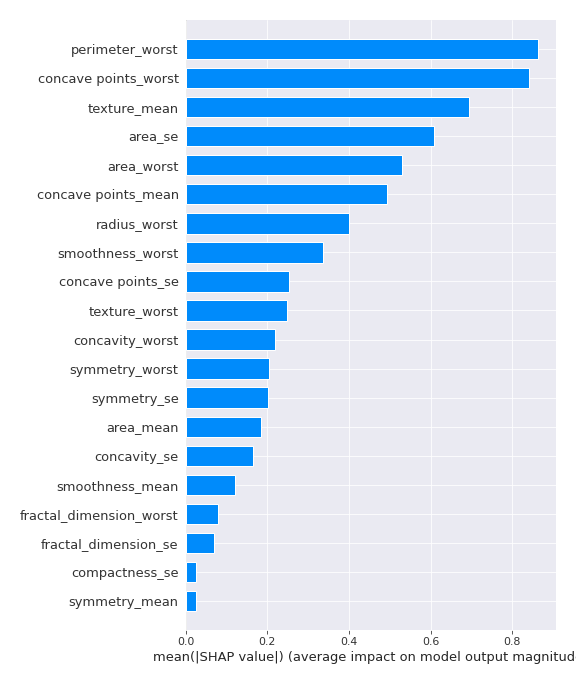 perimeter_worst
concave points_worst
texture_mean
area_se
area_worst
concave points_mean
radius_worst
smoothness_worst
concave points_se
texture_worst
concavity_worst
symmetry_worst
symmetry_se
area_mean
concavity_se
smoothness_mean
fractal_dimension_worst
fractal_dimension_se
compactness_se
symmetry_mean
0.0 0.2 0.4 0.6 0.8
mean(|SHAP value|) (average impact on model output magnitud